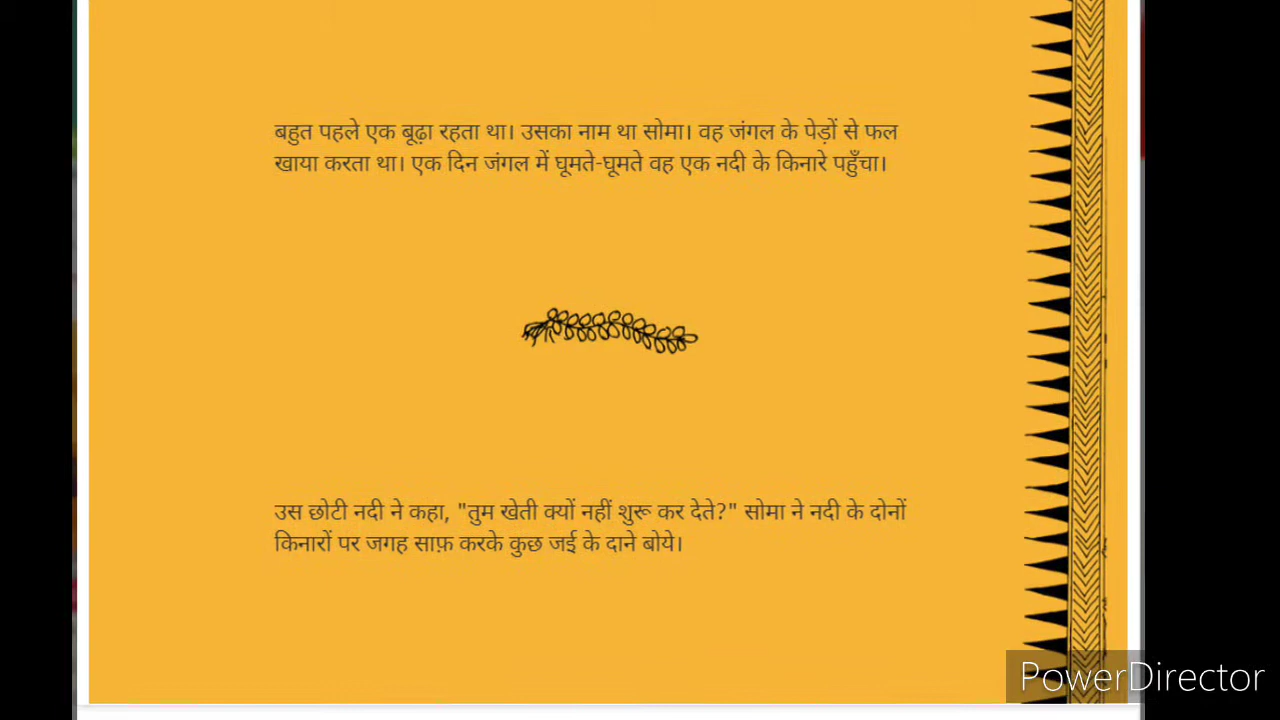 बहुत पहले एक बूढ़ा रहता था। उसका नाम था सोमा। वह जंगल के पेड़ों से फल
खाया करता था। एक दिन जंगल में घूमते-घूमते वह एक नदी के किनारे पहुँचा।
उस छोटी नदी ने कहा, "तुम खेती क्यों नहीं शुरू कर देते?" सोमा ने नदी के दोनों
किनारों पर जगह साफ़ करके कुछ जई के दाने बोये।
PowerDirector